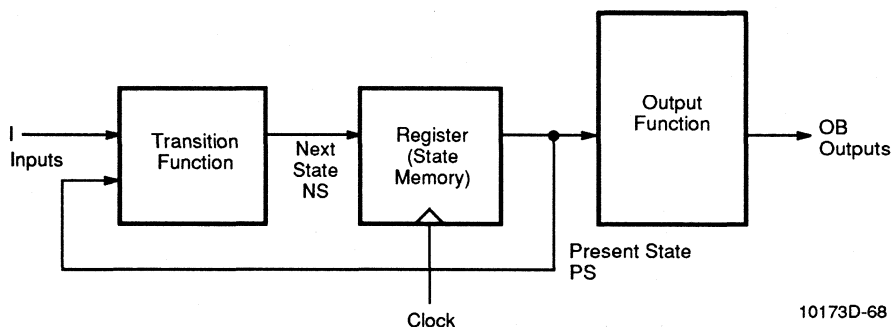 I
Inputs
Transition
Function
Next
State
NS
Register
(State
Memory)
Output
Function
OB
Outputs
Present State
PS
Clock
10173D-68